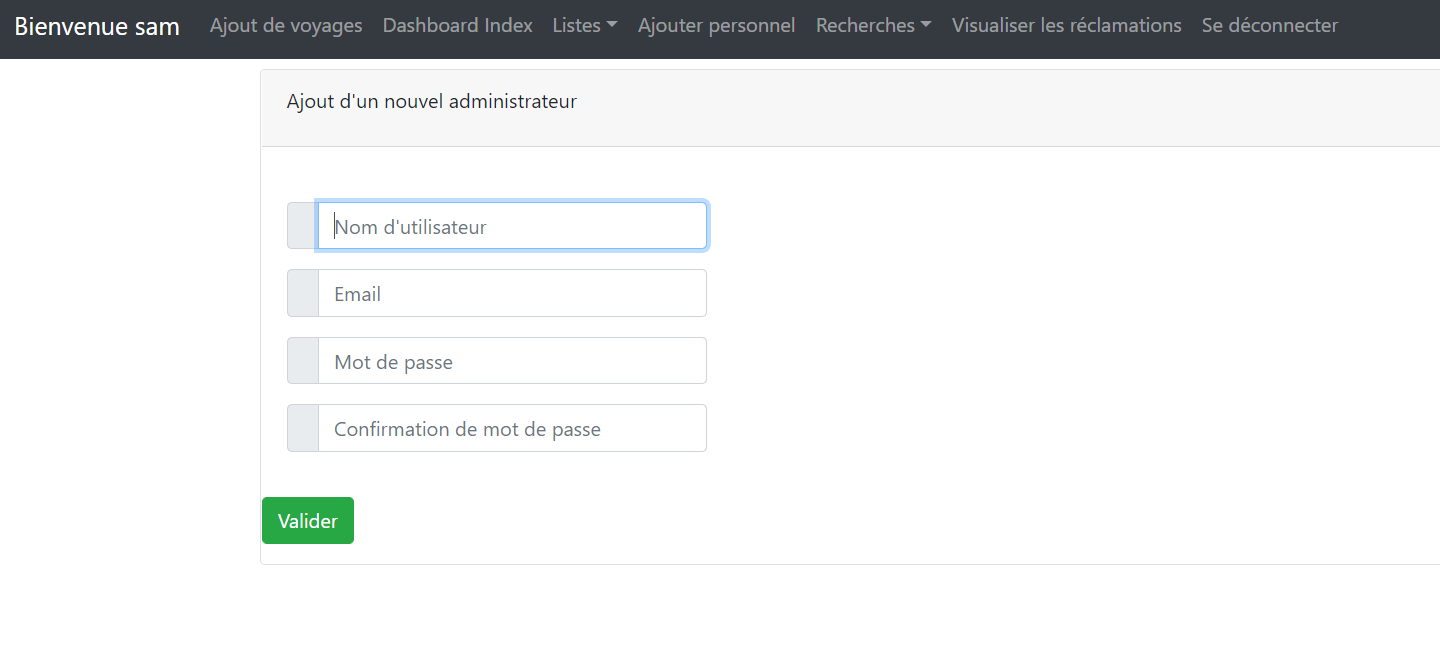 Bienvenue sam Ajout de voyages Dashboard Index Listes Ajouter personnel Recherches Visualiser les réclamations Se déconnecter
Ajout d'un nouvel administrateur
Nom d'utilisateur
Email
Mot de passe
Confirmation de mot de passe
Valider